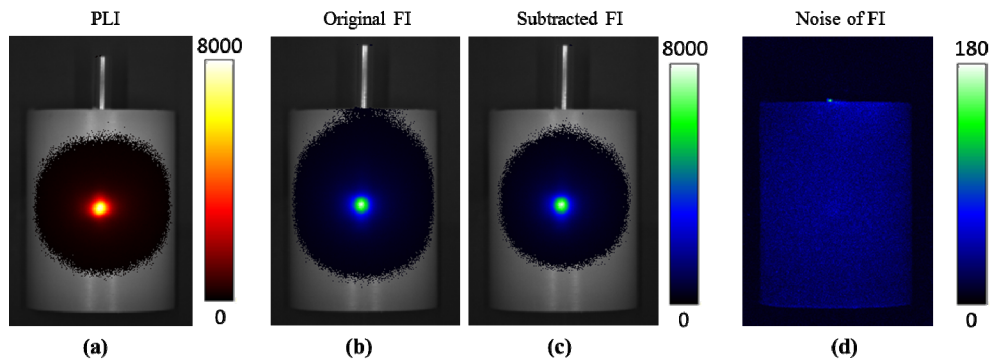 PLI
Original FI
Subtracted FI
Noise of FI
8000
0
8000
0
180
0
(a)
(b)
(c)
(d)